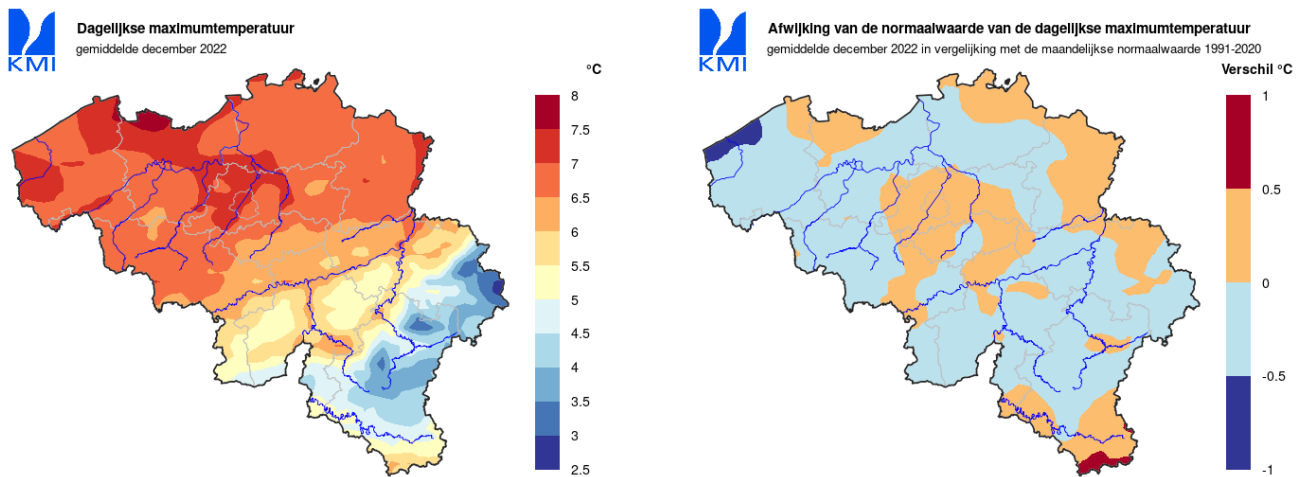 KMI
Dagelijkse maximumtemperatuur
gemiddelde december 2022
°C
8
7.5
7
6.5
6
5.5
5
4.5
4
3.5
3
2.5
KMI
Afwijking van de normaalwaarde van de dagelijkse maximumtemperatuur
gemiddelde december 2022 in vergelijking met de maandelijkse normaalwaarde 1991-2020
Verschil °C
1
0.5
0
-0.5
-1